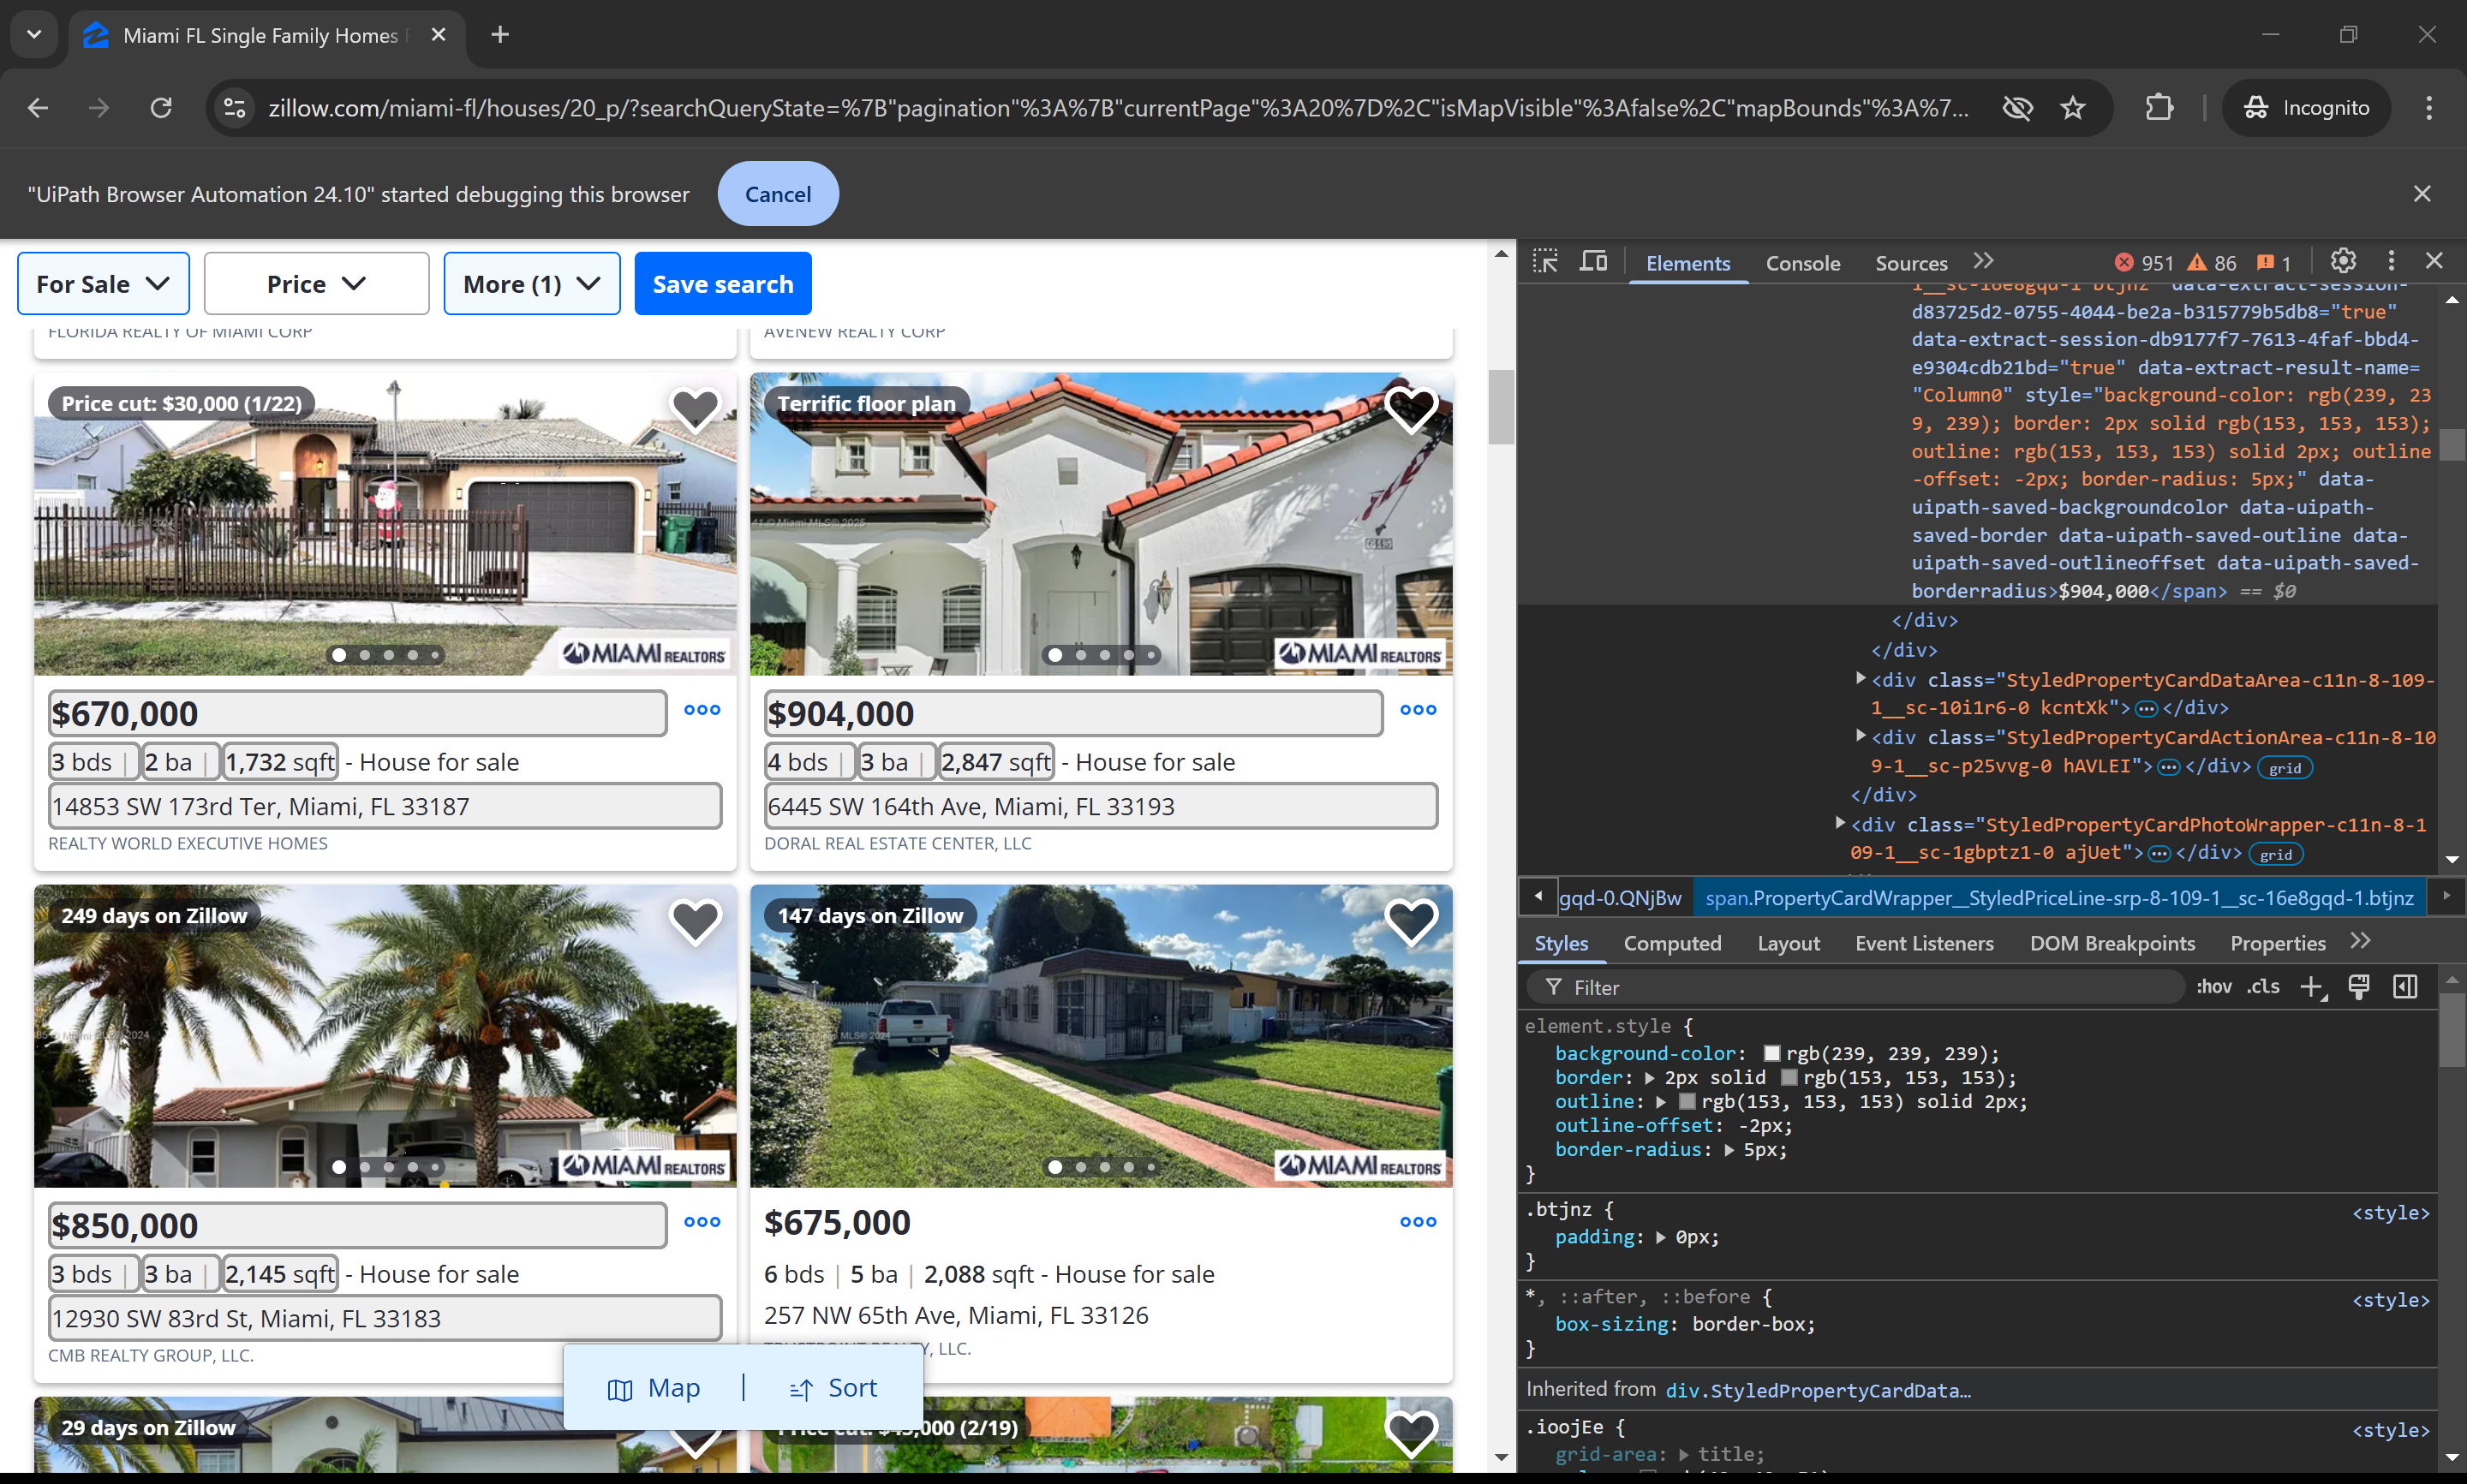 Miami FL Single Family Homes
zillow.com/miami-fl/houses/20_p/?searchQueryState=%7B"pagination"%3A%7B"currentPage"%3A20%7D%2C"isMapVisible"%3Afalse%2C"mapBounds"%3A%7...
Incognito
"UiPath Browser Automation 24.10" started debugging this browser
Cancel
For Sale
Price
More (1)
Save search
FLORIDA REALTY OF MIAMI CORP
AVENEW REALTY CORP
Price cut: $30,000 (1/22)
MIAMI REALTORS
$670,000
3 bds | 2 ba | 1,732 sqft - House for sale
14853 SW 173rd Ter, Miami, FL 33187
REALTY WORLD EXECUTIVE HOMES
Terrific floor plan
Miami MLS® 2025
MIAMI REALTORS
$904,000
4 bds | 3 ba | 2,847 sqft - House for sale
6445 SW 164th Ave, Miami, FL 33193
DORAL REAL ESTATE CENTER, LLC
249 days on Zillow
MIAMI REALTORS
$850,000
3 bds | 3 ba | 2,145 sqft - House for sale
12930 SW 83rd St, Miami, FL 33183
CMB REALTY GROUP, LLC.
147 days on Zillow
MIAMI REALTORS
$675,000
6 bds | 5 ba | 2,088 sqft - House for sale
257 NW 65th Ave, Miami, FL 33126
LLC.
Map | Sort
29 days on Zillow
(2/19)
Elements
Console
Sources
951
86
1
1__sc-16e8gqd-1 btjnz" data-extract-session-
d83725d2-0755-4044-be2a-b315779b5db8="true"
data-extract-session-db9177f7-7613-4faf-bbd4-
e9304cdb21bd="true" data-extract-result-name=
"Column0" style="background-color: rgb(239, 23
9, 239); border: 2px solid rgb(153, 153, 153);
outline: rgb(153, 153, 153) solid 2px; outline
-offset: -2px; border-radius: 5px;" data-
uipath-saved-backgroundcolor data-uipath-
saved-border data-uipath-saved-outline data-
uipath-saved-outlineoffset data-uipath-saved-
borderradius>$904,000</span> == $0
</div>
</div>
<div class="StyledPropertyCardDataArea-c11n-8-109-
1__sc-10i1r6-0 kcntXk">…</div>
<div class="StyledPropertyCardActionArea-c11n-8-10
9-1__sc-p25vvg-0 hAVLEI">…</div> grid
</div>
<div class="StyledPropertyCardPhotoWrapper-c11n-8-1
09-1__sc-1gbptz1-0 ajUet">…</div> grid
gqd-0.QNjBw
span.PropertyCardWrapper__StyledPriceLine-srp-8-109-1__sc-16e8gqd-1.btjnz
Styles
Computed
Layout
Event Listeners
DOM Breakpoints
Properties
Filter
:hov .cls
element.style {
background-color: rgb(239, 239, 239);
border: 2px solid rgb(153, 153, 153);
outline: rgb(153, 153, 153) solid 2px;
outline-offset: -2px;
border-radius: 5px;
}
.btjnz { <style>
padding: 0px;
}
*, ::after, ::before { <style>
box-sizing: border-box;
}
Inherited from div.StyledPropertyCardData…
.ioojEe { <style>
grid-area: title;